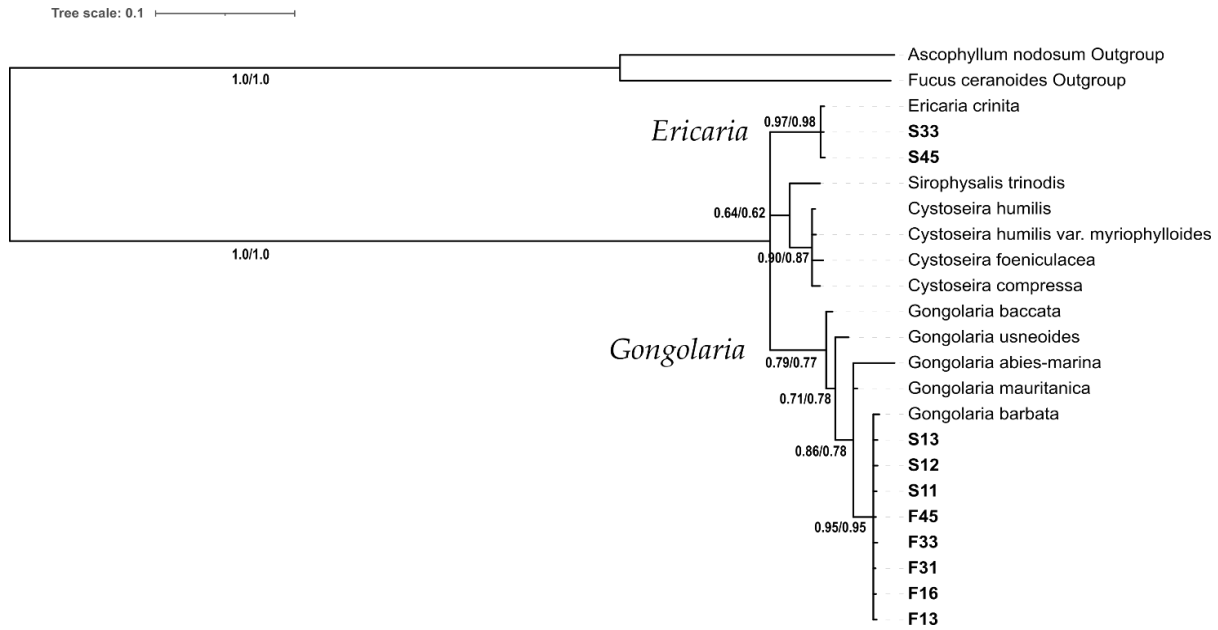 Tree scale: 0.1
Ascophyllum nodosum Outgroup
1.0/1.0
Fucus ceranoides Outgroup
Ericaria crinita
0.97/0.98
Ericaria
S33
S45
Sirophysalis trinodis
0.64/0.62
Cystoseira humilis
Cystoseira humilis var. myriophylloides
1.0/1.0
0.90/0.87
Cystoseira foeniculacea
Cystoseira compressa
Gongolaria baccata
Gongolaria usneoides
Gongolaria
0.79/0.77
Gongolaria abies-marina
Gongolaria mauritanica
0.71/0.78
Gongolaria barbata
S13
0.86/0.78
S12
S11
F45
0.95/0.95
F33
F31
F16
F13